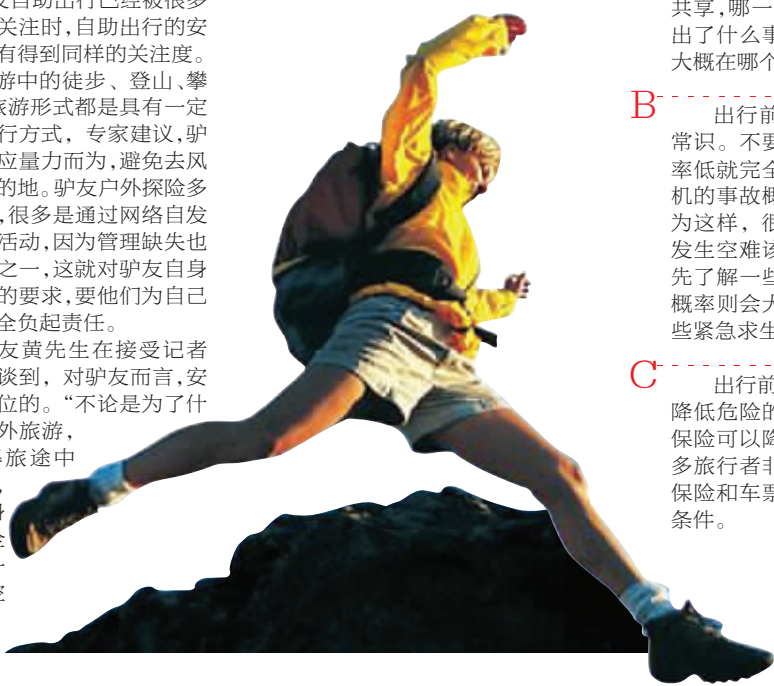 及自助出行已经被很多
关注时,自助出行的安
有得到同样的关注度。
游中的徒步、登山、攀
旅游形式都是具有一定
行方式，专家建议,驴
应量力而为,避免去风
的地。驴友户外探险多
,很多是通过网络自发
活动,因为管理缺失也
之一,这就对驴友自身
的要求,要他们为自己
全负起责任。
友黄先生在接受记者
谈到，对驴友而言,安
位的。“不论是为了什
外旅游,
旅途中
共享,哪一
出了什么事
大概在哪个
B
出行前
常识。不要
率低就完全
机的事故概
为这样，很
发生空难该
先了解一些
概率则会大
些紧急求生
C
出行前
降低危险的
保险可以降
多旅行者非
保险和车票
条件。